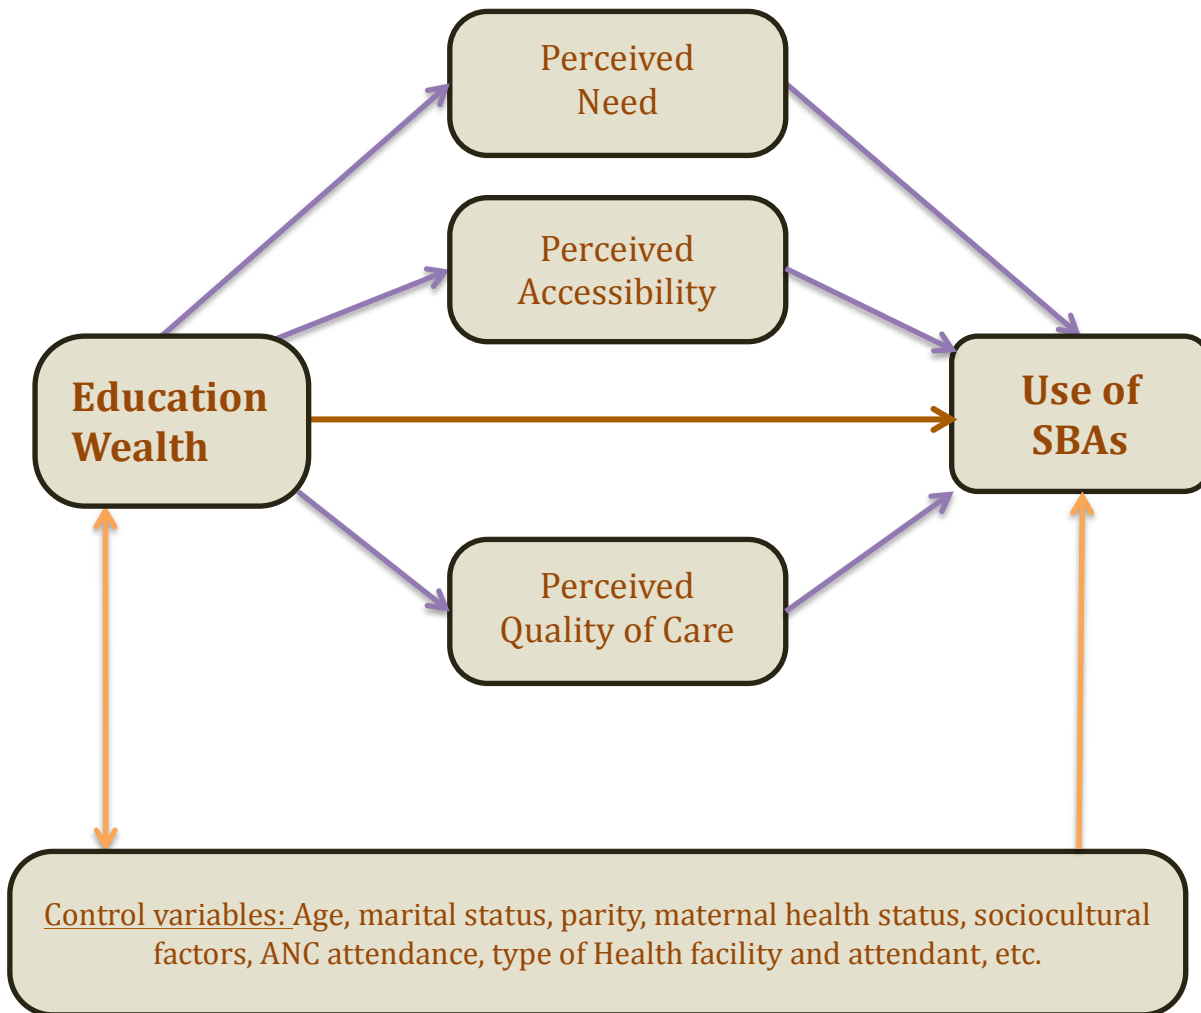 Perceived
Need
Perceived
Accessibility
Education
Wealth
Use of
SBAs
Perceived
Quality of Care
Control variables: Age, marital status, parity, maternal health status, sociocultural
factors, ANC attendance, type of Health facility and attendant, etc.